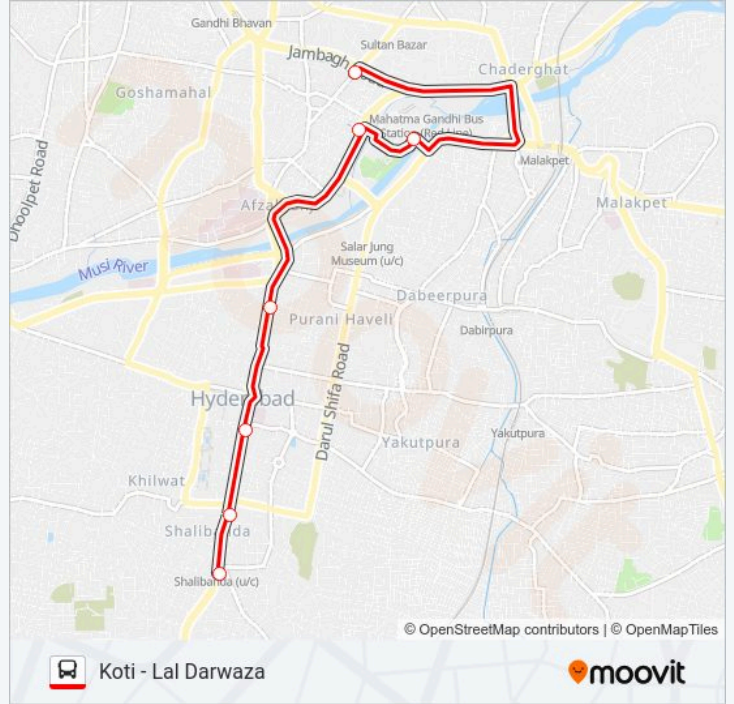 Gandhi Bhavan
Sultan Bazar
Jambagh
Chaderghat
Goshamahal
Mahatma Gandhi Bus
Station (Red Line)
Malakpet
Dhoolpet Road
Malakpet
Salar Jung
Museum (u/c)
Musi River
Dabeerpura
Purani Haveli
Dabirpura
Darul Shifa Road
Hyderabad
Yakutpura
Yakutpura
Khilwat
Shalibanda
Shalibanda (u/c)
© OpenStreetMap contributors | © OpenMapTiles
Koti - Lal Darwaza
moovit